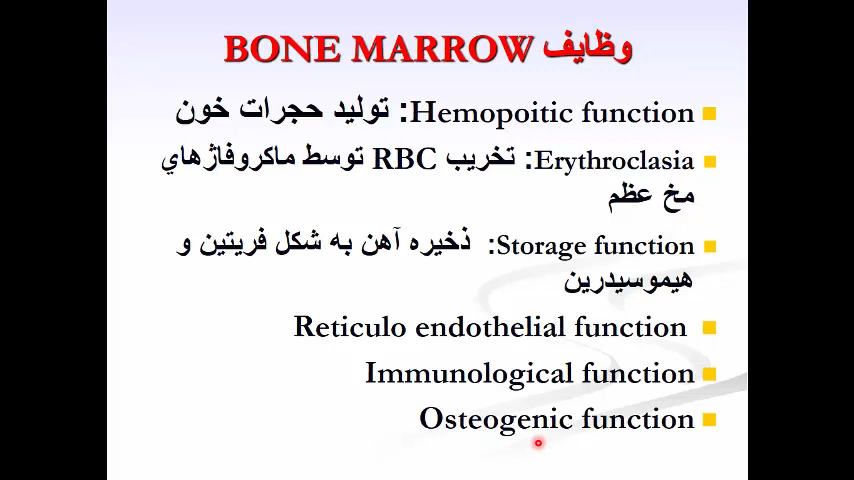 وظايف BONE MARROW
Hemopoitic function: توليد حجرات خون
Erythroclasia: تخريب RBC توسط ماكروفاژهاي
مخ عظم
Storage function: ذخيره آهن به شكل فريتين و
هيموسيدرين
Reticulo endothelial function
Immunological function
Osteogenic function